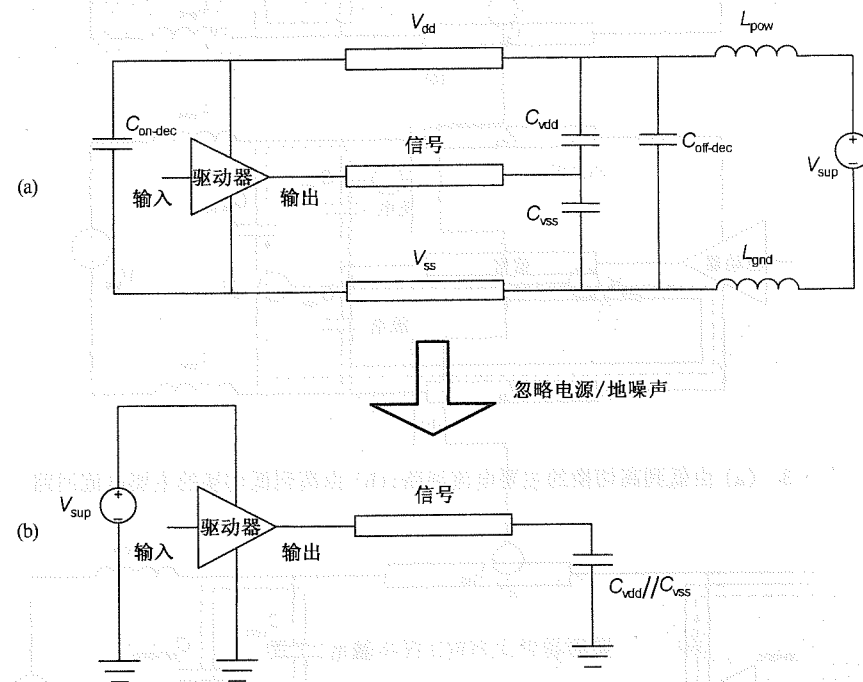 V_dd
L_pow
C_on-dec
C_vdd
C_off-dec
信号
驱动器
V_sup
(a)
输入
输出
C_vss
V_ss
L_gnd
忽略电源/地噪声
V_sup
信号
(b)
驱动器
输入
输出
C_vdd//C_vss